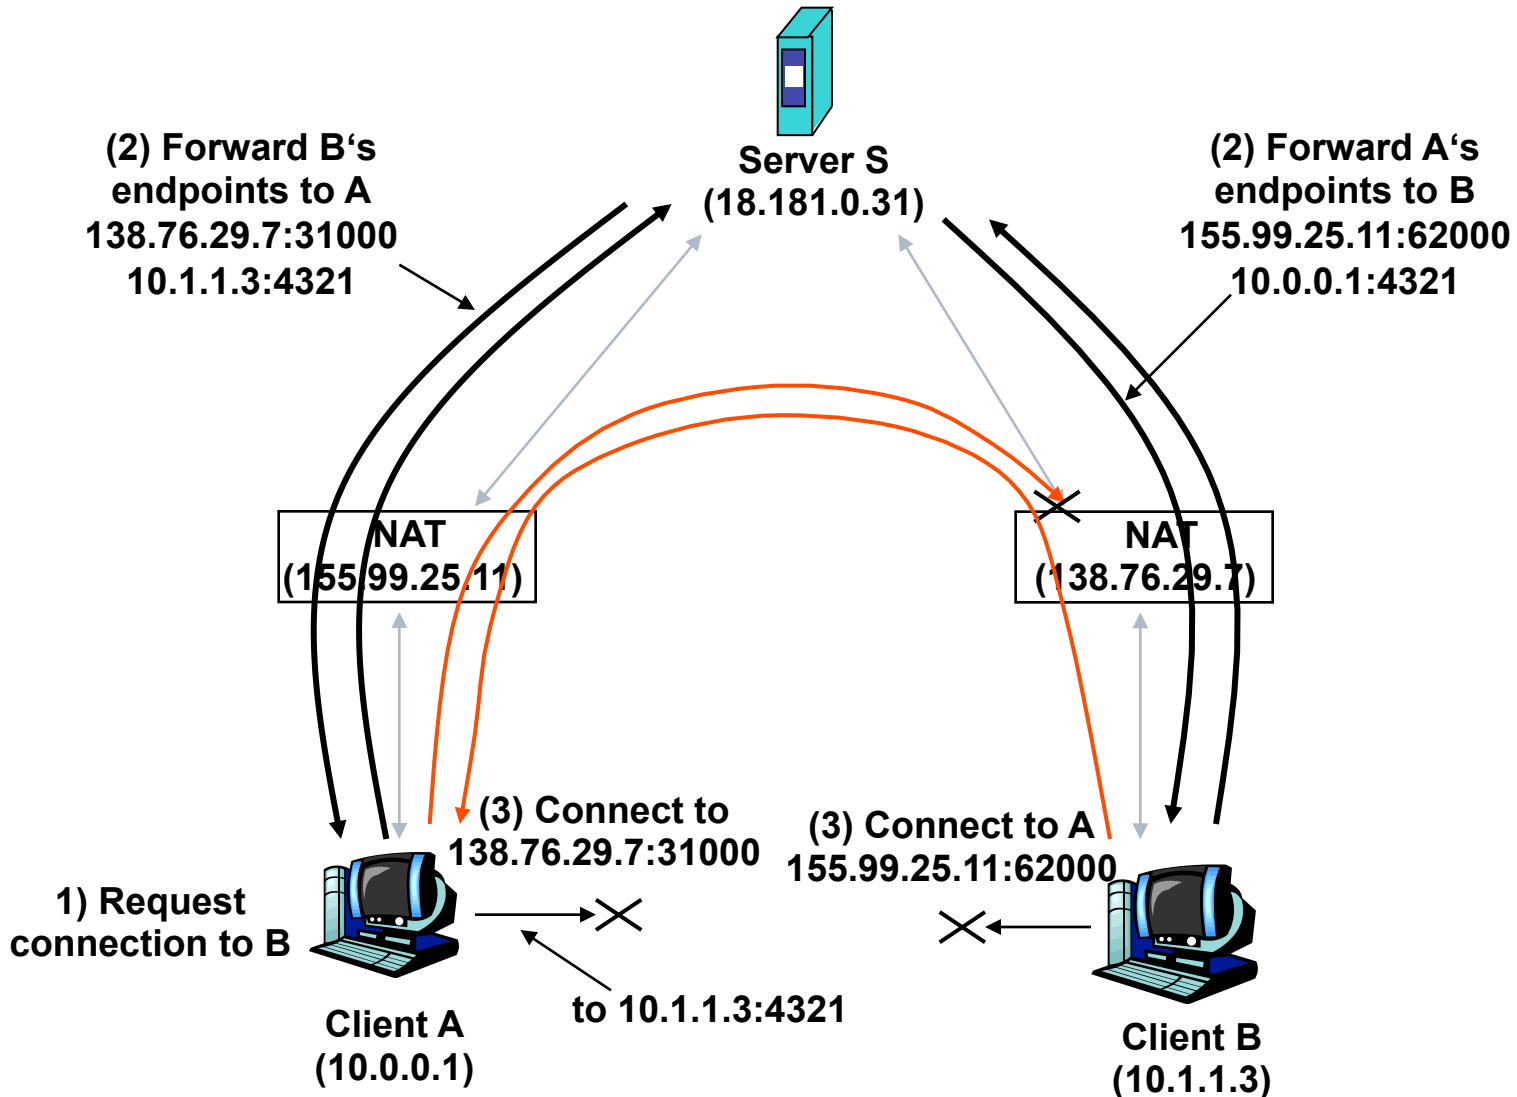 Server S
(18.181.0.31)
(2) Forward B‘s
endpoints to A
138.76.29.7:31000
10.1.1.3:4321
(2) Forward A‘s
endpoints to B
155.99.25.11:62000
10.0.0.1:4321
NAT
(155.99.25.11)
NAT
(138.76.29.7)
(3) Connect to
138.76.29.7:31000
(3) Connect to A
155.99.25.11:62000
1) Request
connection to B
to 10.1.1.3:4321
Client A
(10.0.0.1)
Client B
(10.1.1.3)